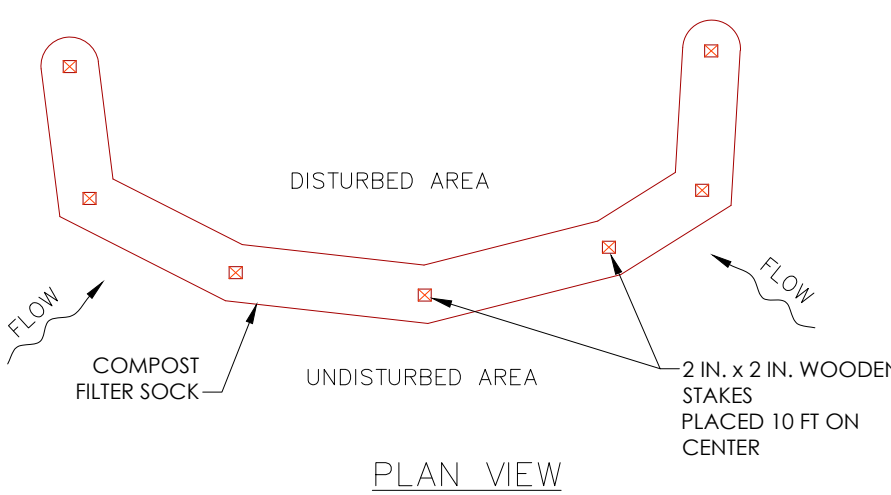 DISTURBED AREA
FLOW
FLOW
COMPOST
FILTER SOCK
UNDISTURBED AREA
2 IN. x 2 IN. WOODEN
STAKES
PLACED 10 FT ON
CENTER
PLAN VIEW